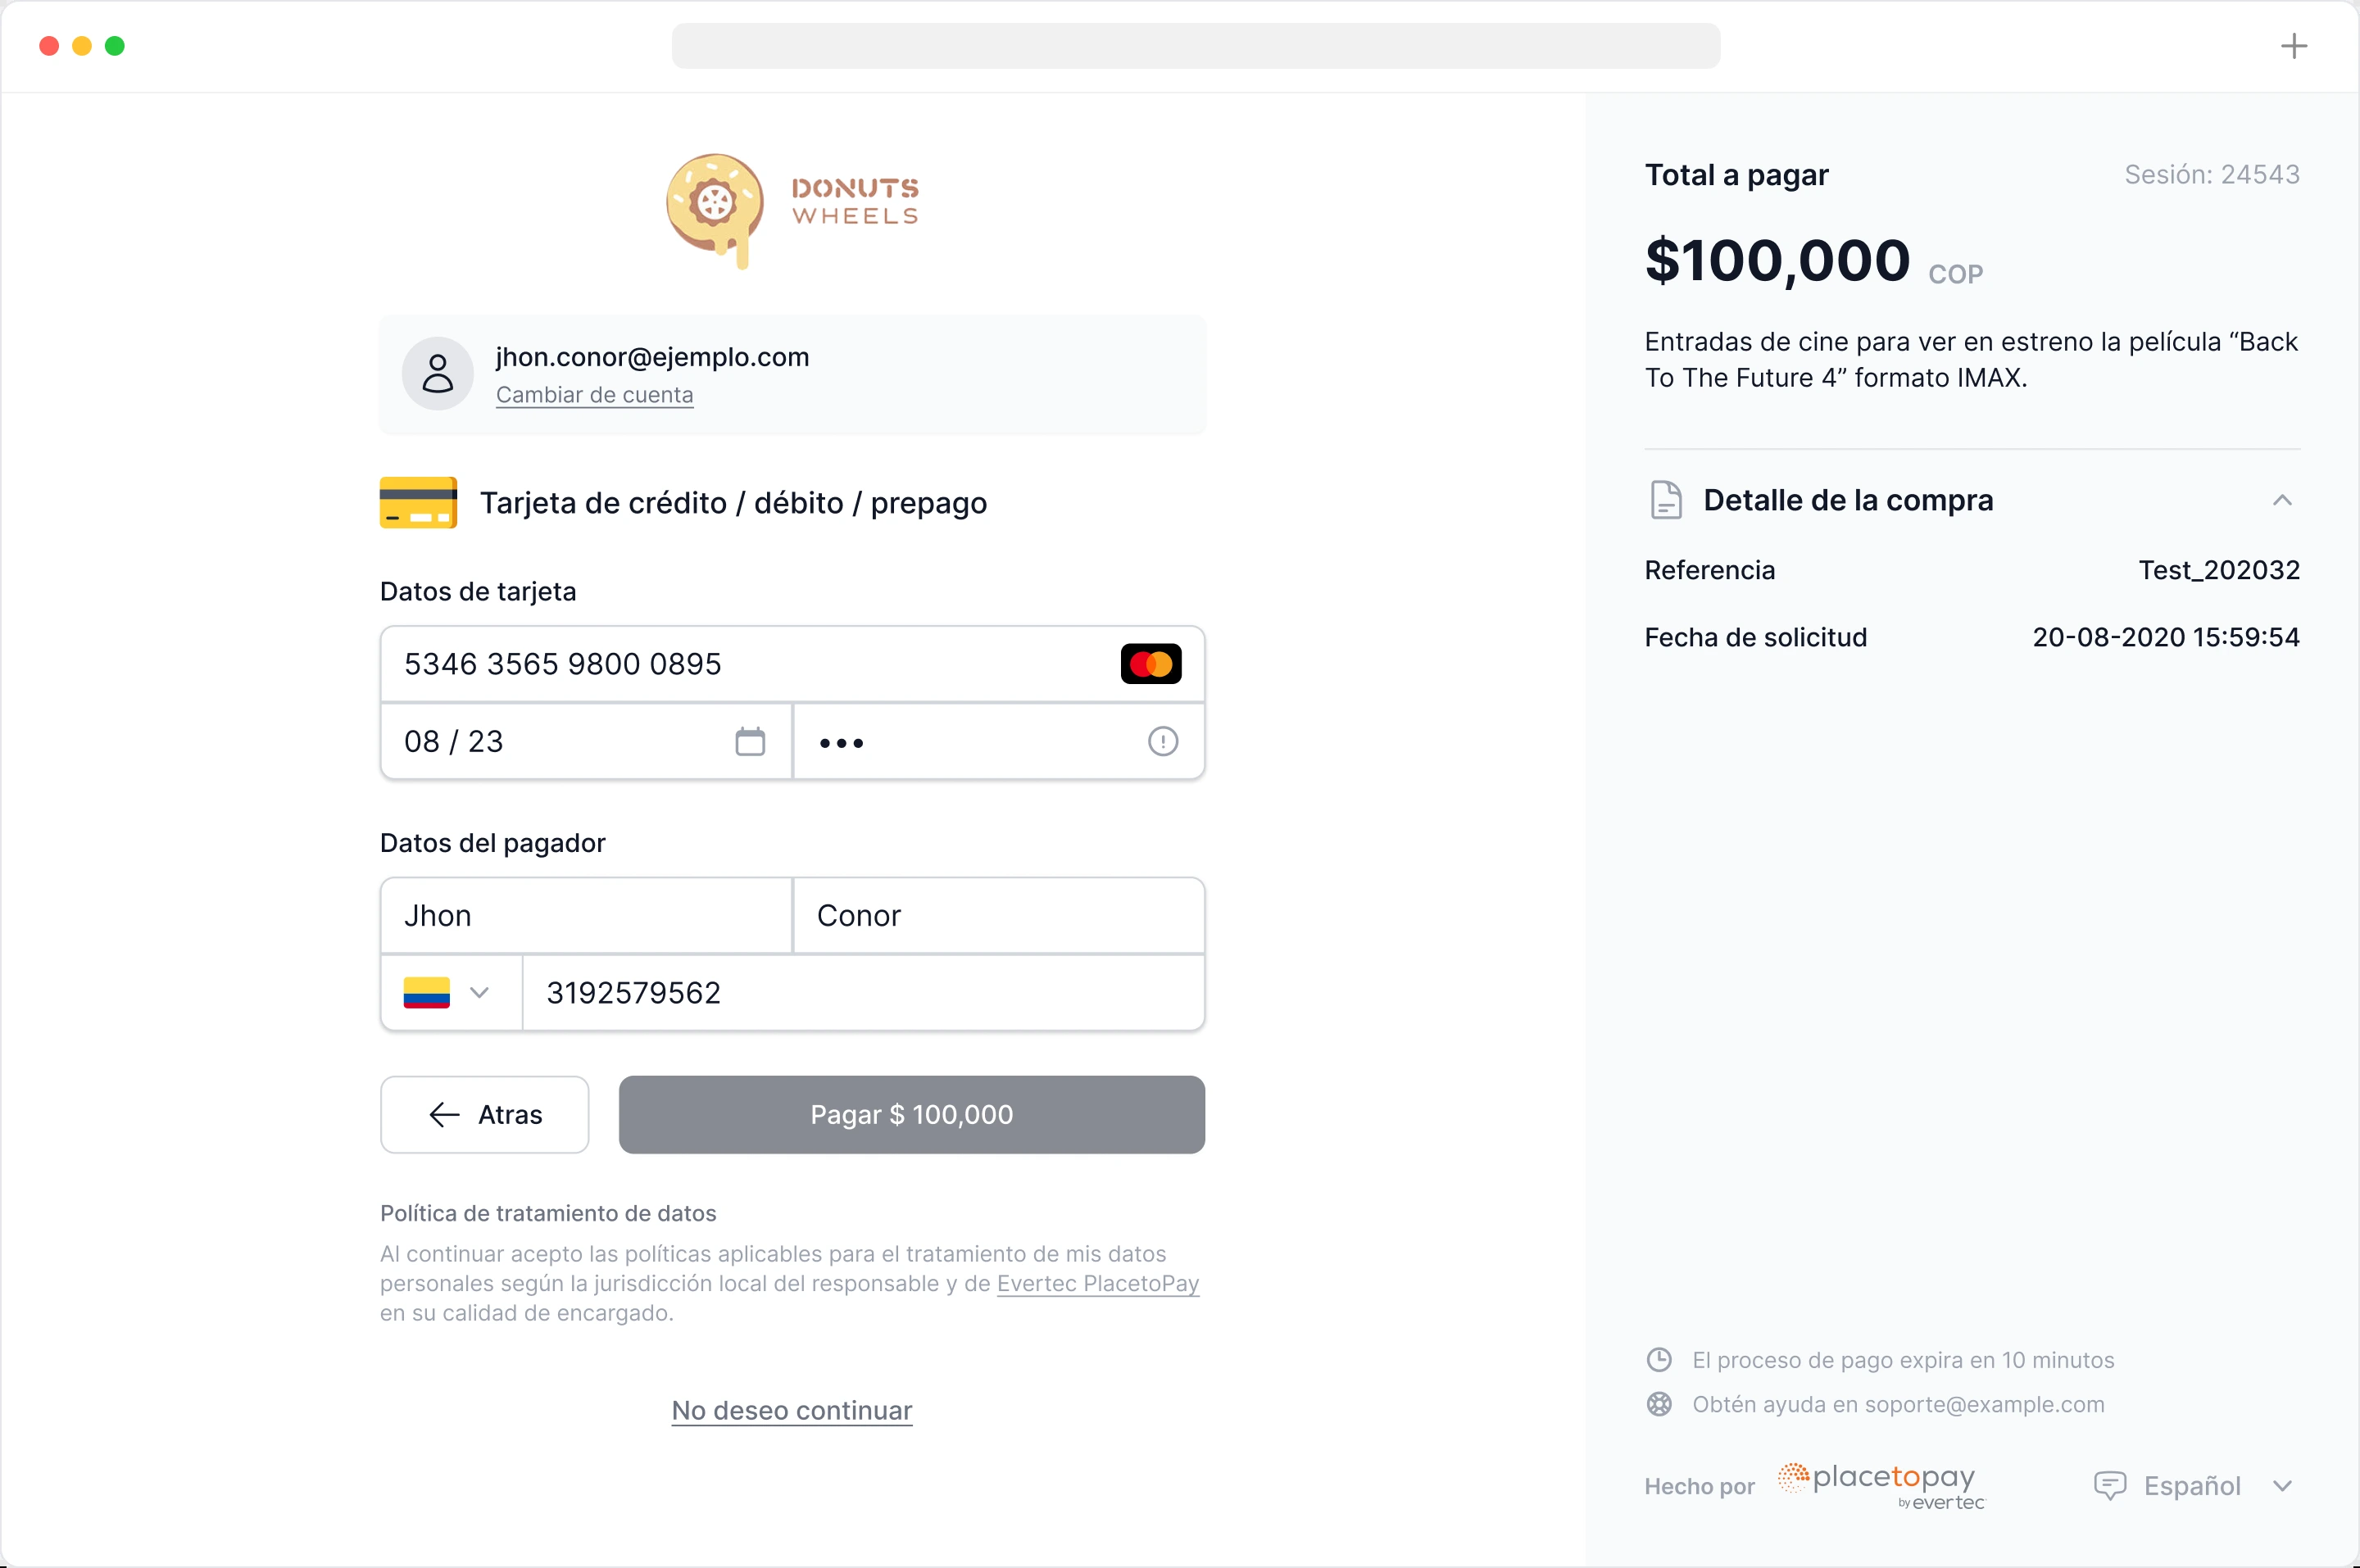 DONUTS
WHEELS
jhon.conor@ejemplo.com
Cambiar de cuenta
Tarjeta de crédito / débito / prepago
Datos de tarjeta
5346 3565 9800 0895
08 / 23
•••
Datos del pagador
Jhon
Conor
3192579562
Atras
Pagar $ 100,000
Política de tratamiento de datos
Al continuar acepto las políticas aplicables para el tratamiento de mis datos
personales según la jurisdicción local del responsable y de Evertec PlacetoPay
en su calidad de encargado.
No deseo continuar
Total a pagar
Sesión: 24543
$100,000 COP
Entradas de cine para ver en estreno la película “Back
To The Future 4” formato IMAX.
Detalle de la compra
Referencia
Test_202032
Fecha de solicitud
20-08-2020 15:59:54
El proceso de pago expira en 10 minutos
Obtén ayuda en soporte@example.com
Hecho por
placetopay
by evertec
Español